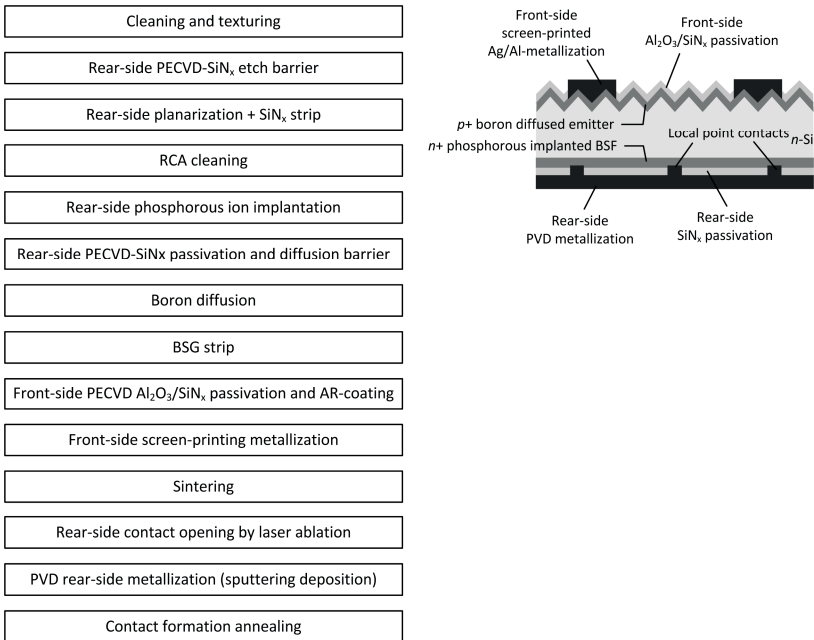 Cleaning and texturing
Rear-side PECVD-SiNₓ etch barrier
Rear-side planarization + SiNₓ strip
RCA cleaning
Rear-side phosphorous ion implantation
Rear-side PECVD-SiNx passivation and diffusion barrier
Boron diffusion
BSG strip
Front-side PECVD Al₂O₃/SiNₓ passivation and AR-coating
Front-side screen-printing metallization
Sintering
Rear-side contact opening by laser ablation
PVD rear-side metallization (sputtering deposition)
Contact formation annealing
Front-side
screen-printed
Ag/Al-metallization
Front-side
Al₂O₃/SiNₓ passivation
p+ boron diffused emitter
n+ phosphorous implanted BSF
Local point contacts
n-Si
Rear-side
PVD metallization
Rear-side
SiNₓ passivation